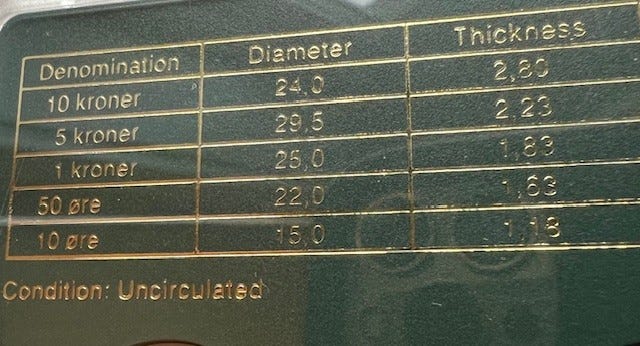 Denomination Diameter Thickness
10 kroner 24,0 2,80
5 kroner 29,5 2,23
1 kroner 25,0 1,83
50 øre 22,0 1,63
10 øre 15,0 1,18
Condition: Uncirculated